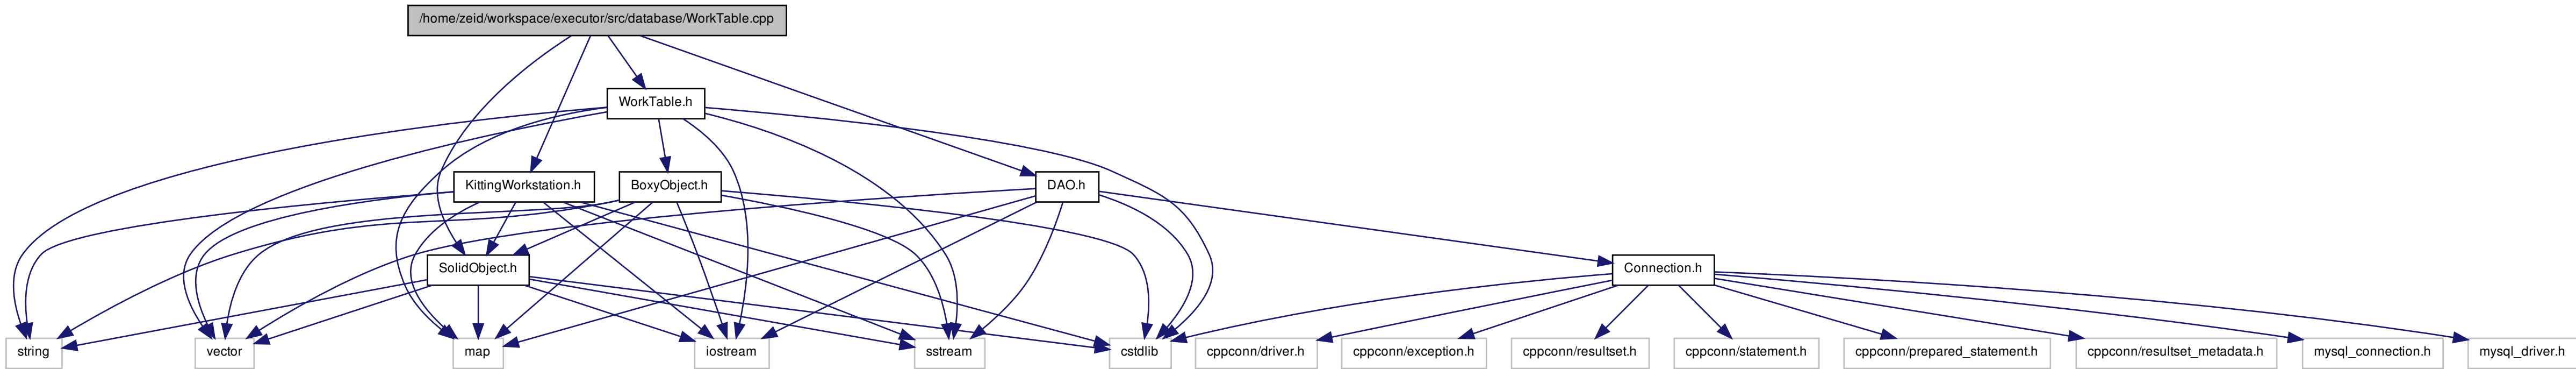 /home/zeid/workspace/executor/src/database/WorkTable.cpp
WorkTable.h
KittingWorkstation.h
BoxyObject.h
DAO.h
SolidObject.h
Connection.h
string
vector
map
iostream
sstream
cstdlib
cppconn/driver.h
cppconn/exception.h
cppconn/resultset.h
cppconn/statement.h
cppconn/prepared_statement.h
cppconn/resultset_metadata.h
mysql_connection.h
mysql_driver.h